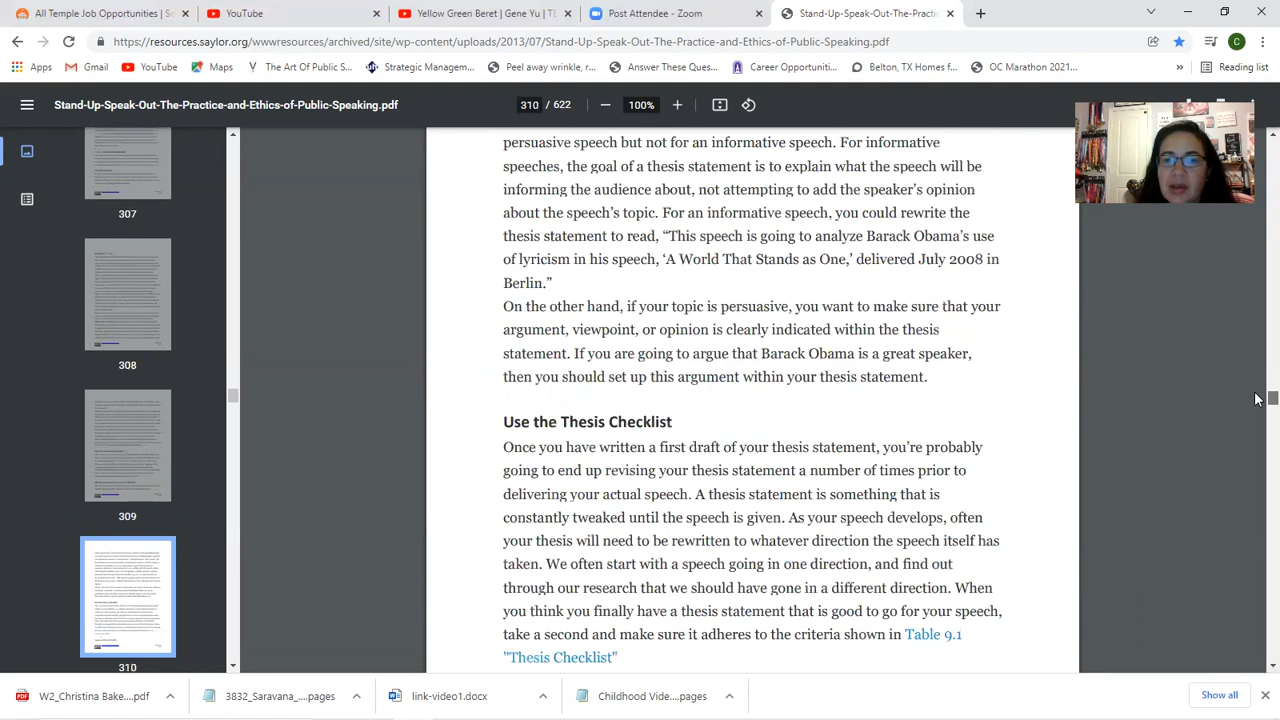 All Temple Job Applications | Sa
YouTube
Yellow Green Beret | Gene Yu | TE
Post Attendee - Zoom
Stand-Up-Speak-Out-The-Practic
https://resources.saylor.org/wwwresources/archived/site/wp-content/uploads/2013/07/Stand-Up-Speak-Out-The-Practice-and-Ethics-of-Public-Speaking.pdf
C
Apps
Gmail
YouTube
Maps
The Art Of Public S...
Strategic Managem...
Peel away wrinkle, r...
Answer These Que...
Career Opportuniti...
Belton, TX Homes f...
OC Marathon 2021...
»
Reading list
Stand-Up-Speak-Out-The-Practice-and-Ethics-of-Public-Speaking.pdf
310 / 622
100%
307
308
309
310
persuasive speech but not for an informative speech. For informative
speeches, the goal of a thesis statement is to explain what the speech will be
informing the audience about, not attempting to add the speaker’s opinion
about the speech’s topic. For an informative speech, you could rewrite the
thesis statement to read, “This speech is going to analyze Barack Obama’s use
of lyricism in his speech, ‘A World That Stands as One,’ delivered July 2008 in
Berlin.”
On the other hand, if your topic is persuasive, you want to make sure that your
argument, viewpoint, or opinion is clearly indicated within the thesis
statement. If you are going to argue that Barack Obama is a great speaker,
then you should set up this argument within your thesis statement.
Use the Thesis Checklist
Once you have written a first draft of your thesis statement, you’re probably
going to end up revising your thesis statement a number of times prior to
delivering your actual speech. A thesis statement is something that is
constantly tweaked until the speech is given. As your speech develops, often
your thesis will need to be rewritten to whatever direction the speech itself has
taken. We often start with a speech going in one direction, and find out
through our research that we should have gone in a different direction. When
you think you finally have a thesis statement that is good to go for your speech,
take a second and make sure it adheres to the criteria shown in Table 9.1
"Thesis Checklist"
W2_Christina Bake....pdf
3832_Saravana_....pages
link-video1.docx
Childhood Vide....pages
Show all